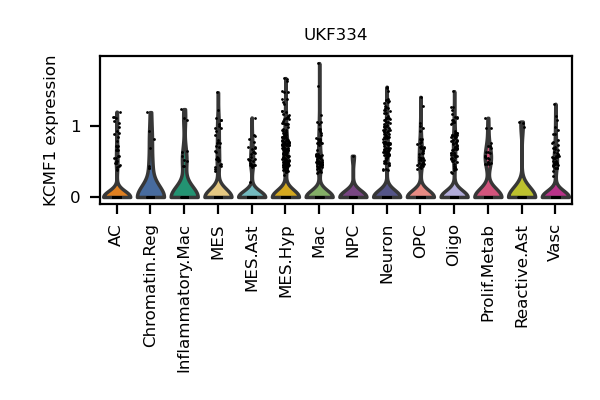 UKF334
KCMF1 expression
1
0
AC
Chromatin.Reg
Inflammatory.Mac
MES
MES.Ast
MES.Hyp
Mac
NPC
Neuron
OPC
Oligo
Prolif.Metab
Reactive.Ast
Vasc